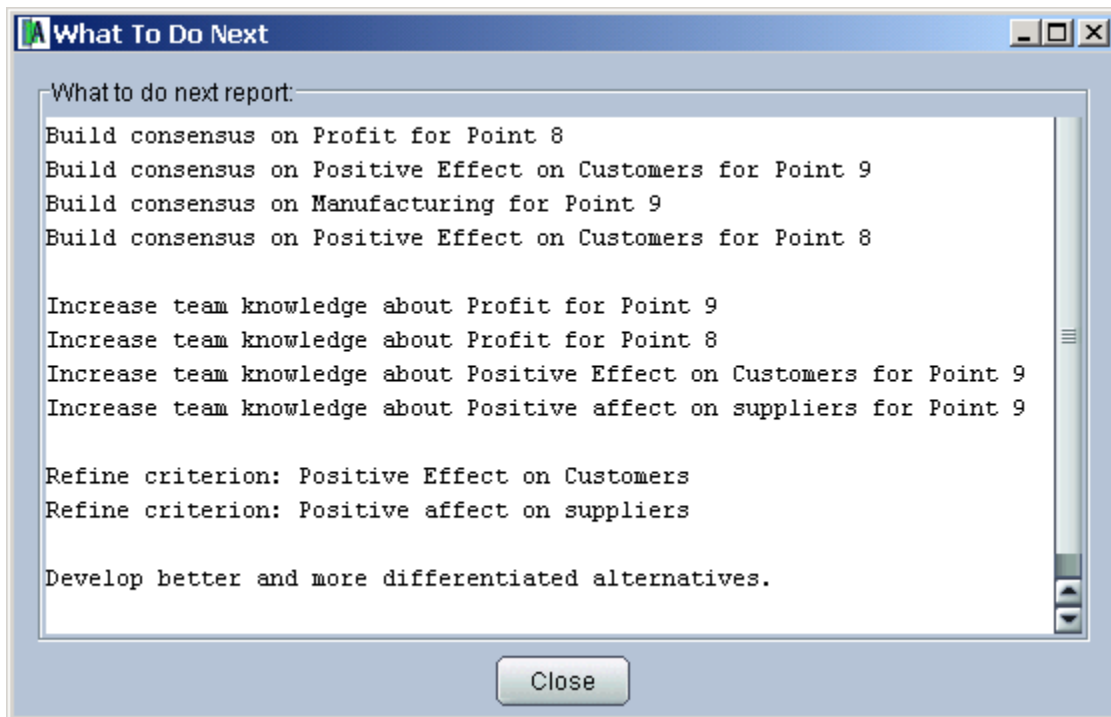 What To Do Next
What to do next report:
Build consensus on Profit for Point 8
Build consensus on Positive Effect on Customers for Point 9
Build consensus on Manufacturing for Point 9
Build consensus on Positive Effect on Customers for Point 8
Increase team knowledge about Profit for Point 9
Increase team knowledge about Profit for Point 8
Increase team knowledge about Positive Effect on Customers for Point 9
Increase team knowledge about Positive affect on suppliers for Point 9
Refine criterion: Positive Effect on Customers
Refine criterion: Positive affect on suppliers
Develop better and more differentiated alternatives.
Close